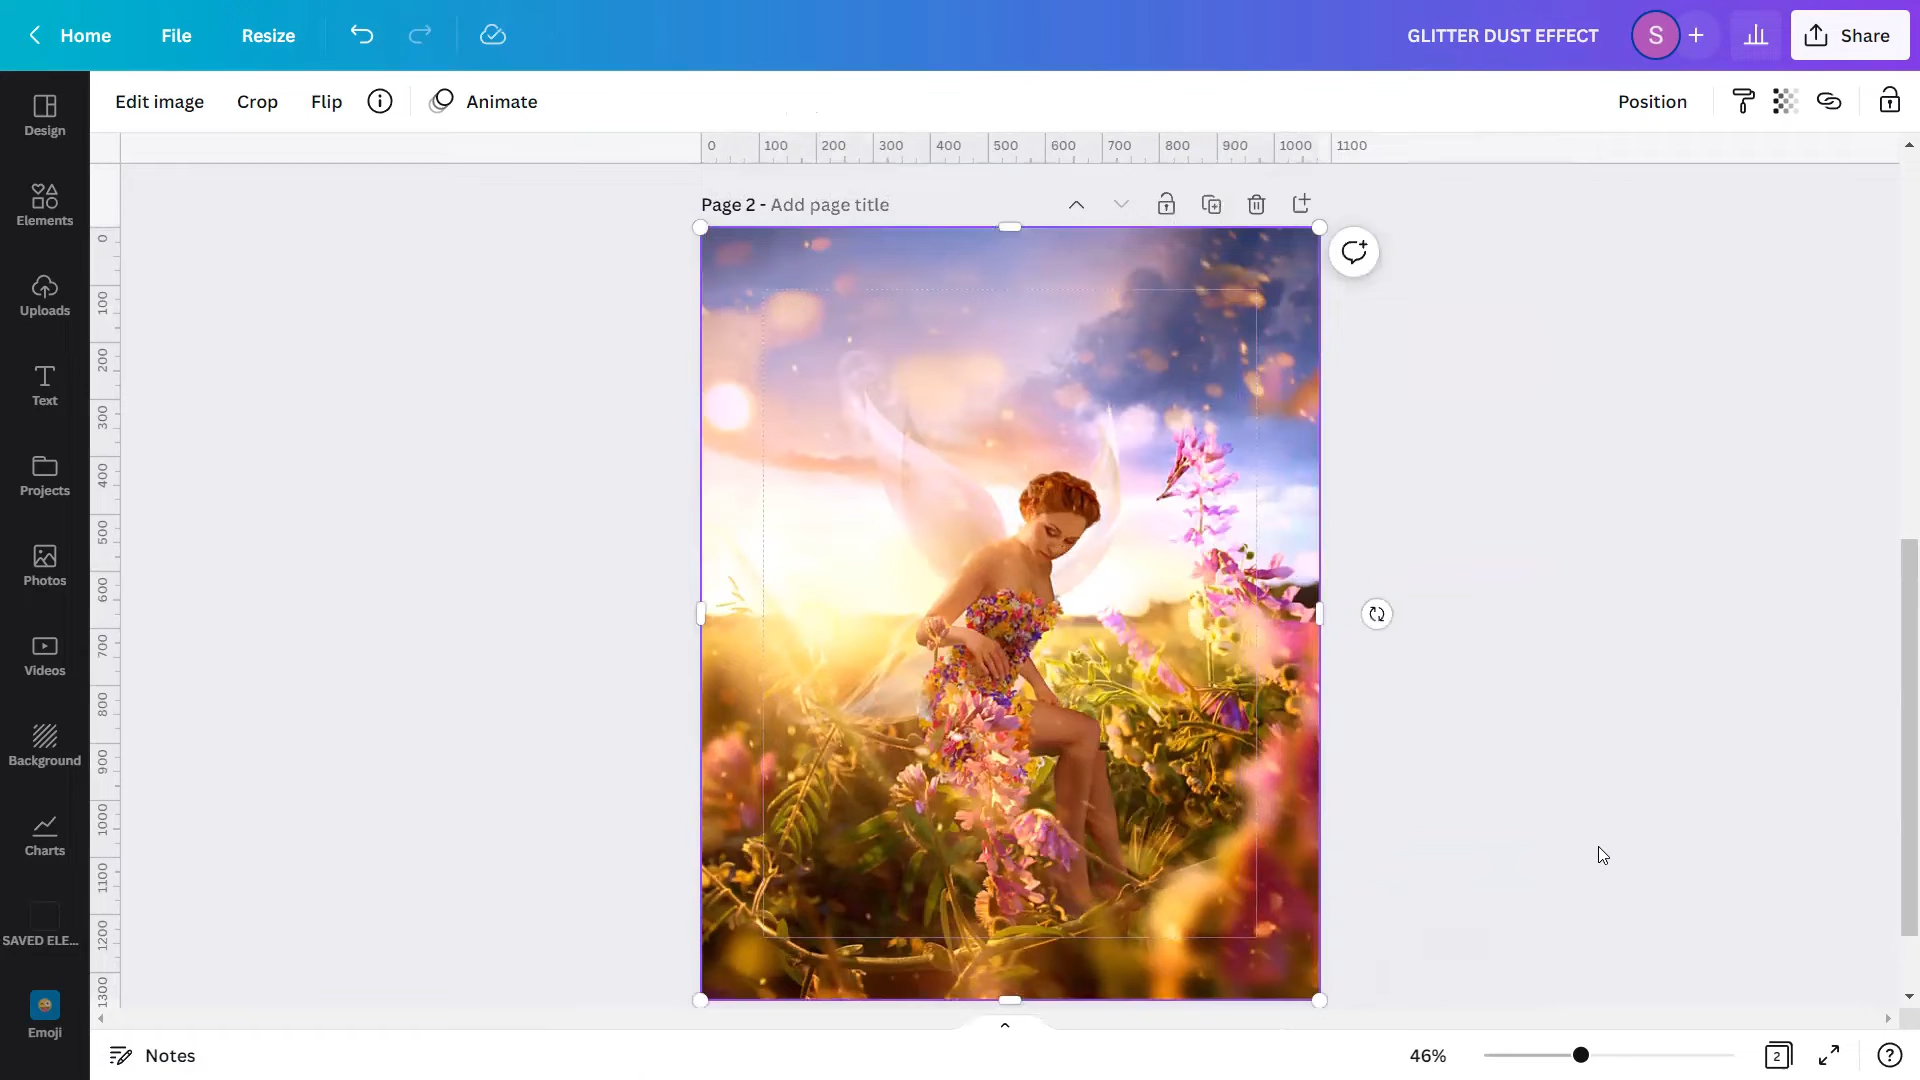 Home File Resize GLITTER DUST EFFECT S + Share
Edit image Crop Flip Animate Position
0 100 200 300 400 500 600 700 800 900 1000 1100
Page 2 - Add page title
Design
Elements
Uploads
Text
Projects
Photos
Videos
Background
Charts
SAVED ELE...
Emoji
0
100
200
300
400
500
600
700
800
900
1000
1100
1200
1300
Notes 46% 2 ?